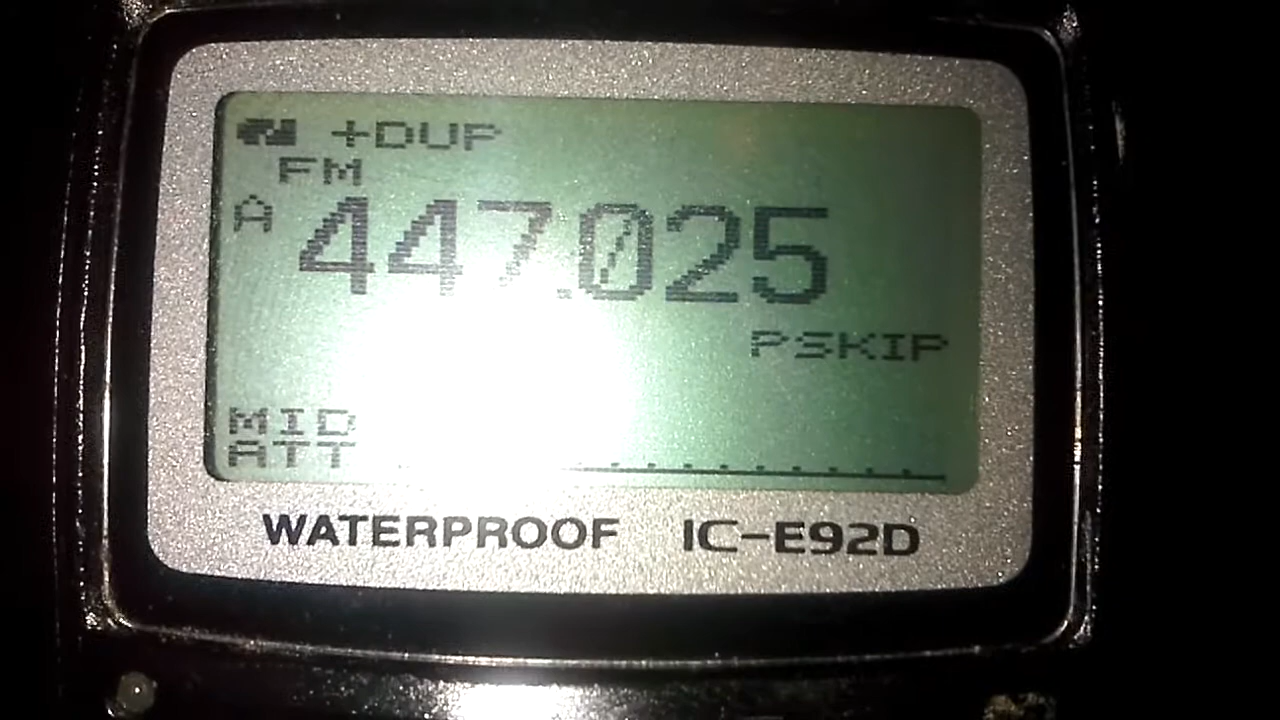 +DUP
FM
A 447.025
PSKIP
MID
ATT
WATERPROOF IC-E92D